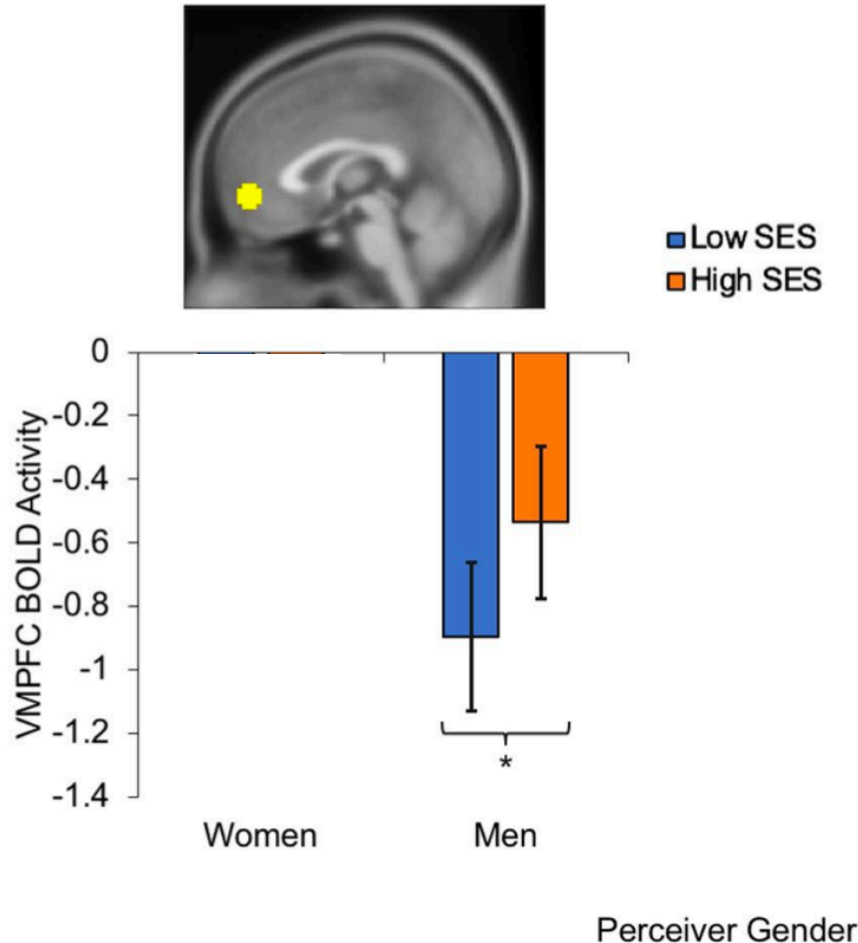 Low SES
High SES
0
-0.2
-0.4
-0.6
-0.8
-1
-1.2
-1.4
VMPFC BOLD Activity
*
Women
Men
Perceiver Gender